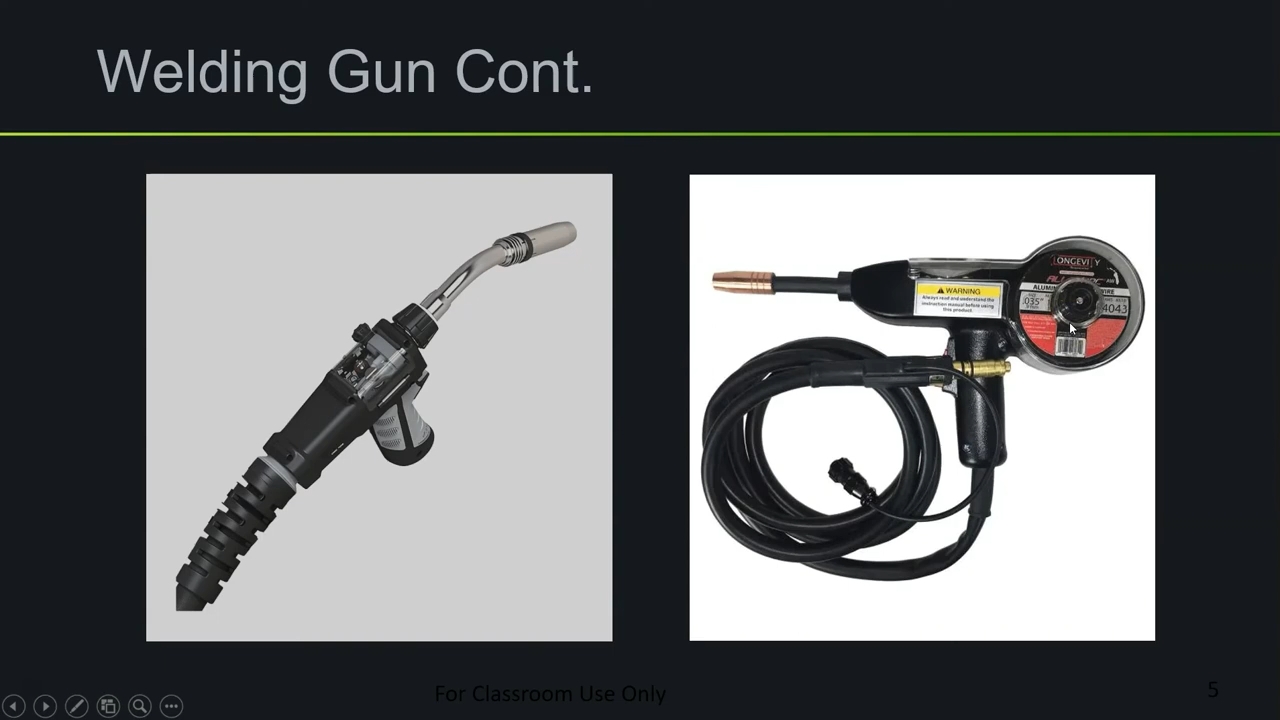 Welding Gun Cont.
WARNING
Always read and understand the
instruction manual before using
this product.
LONGEVITY
.035"
4043
For Classroom Use Only
5